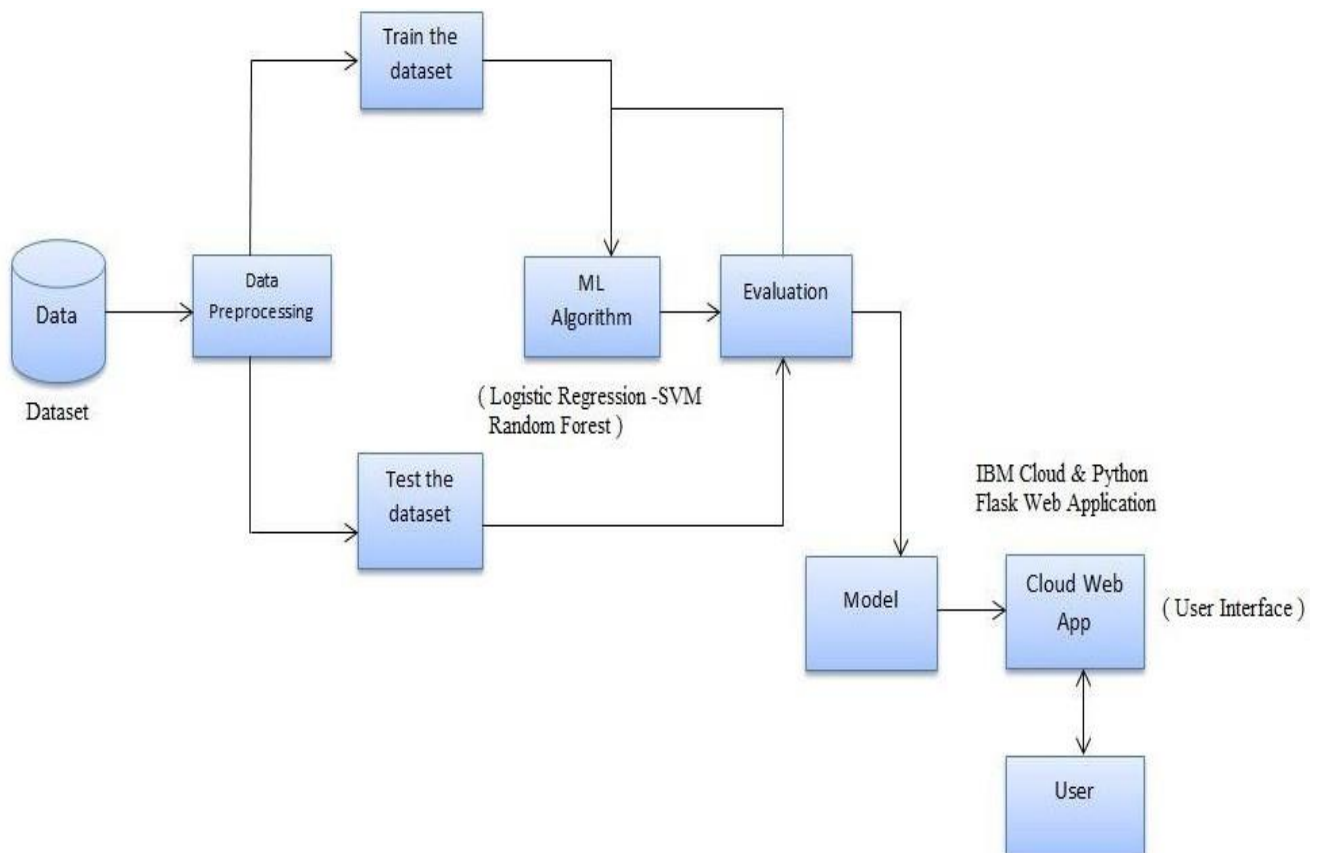 Train the
dataset
Data
Preprocessing
Data
Dataset
ML
Algorithm
Evaluation
( Logistic Regression -SVM
Random Forest )
Test the
dataset
IBM Cloud & Python
Flask Web Application
Model
Cloud Web
App
( User Interface )
User